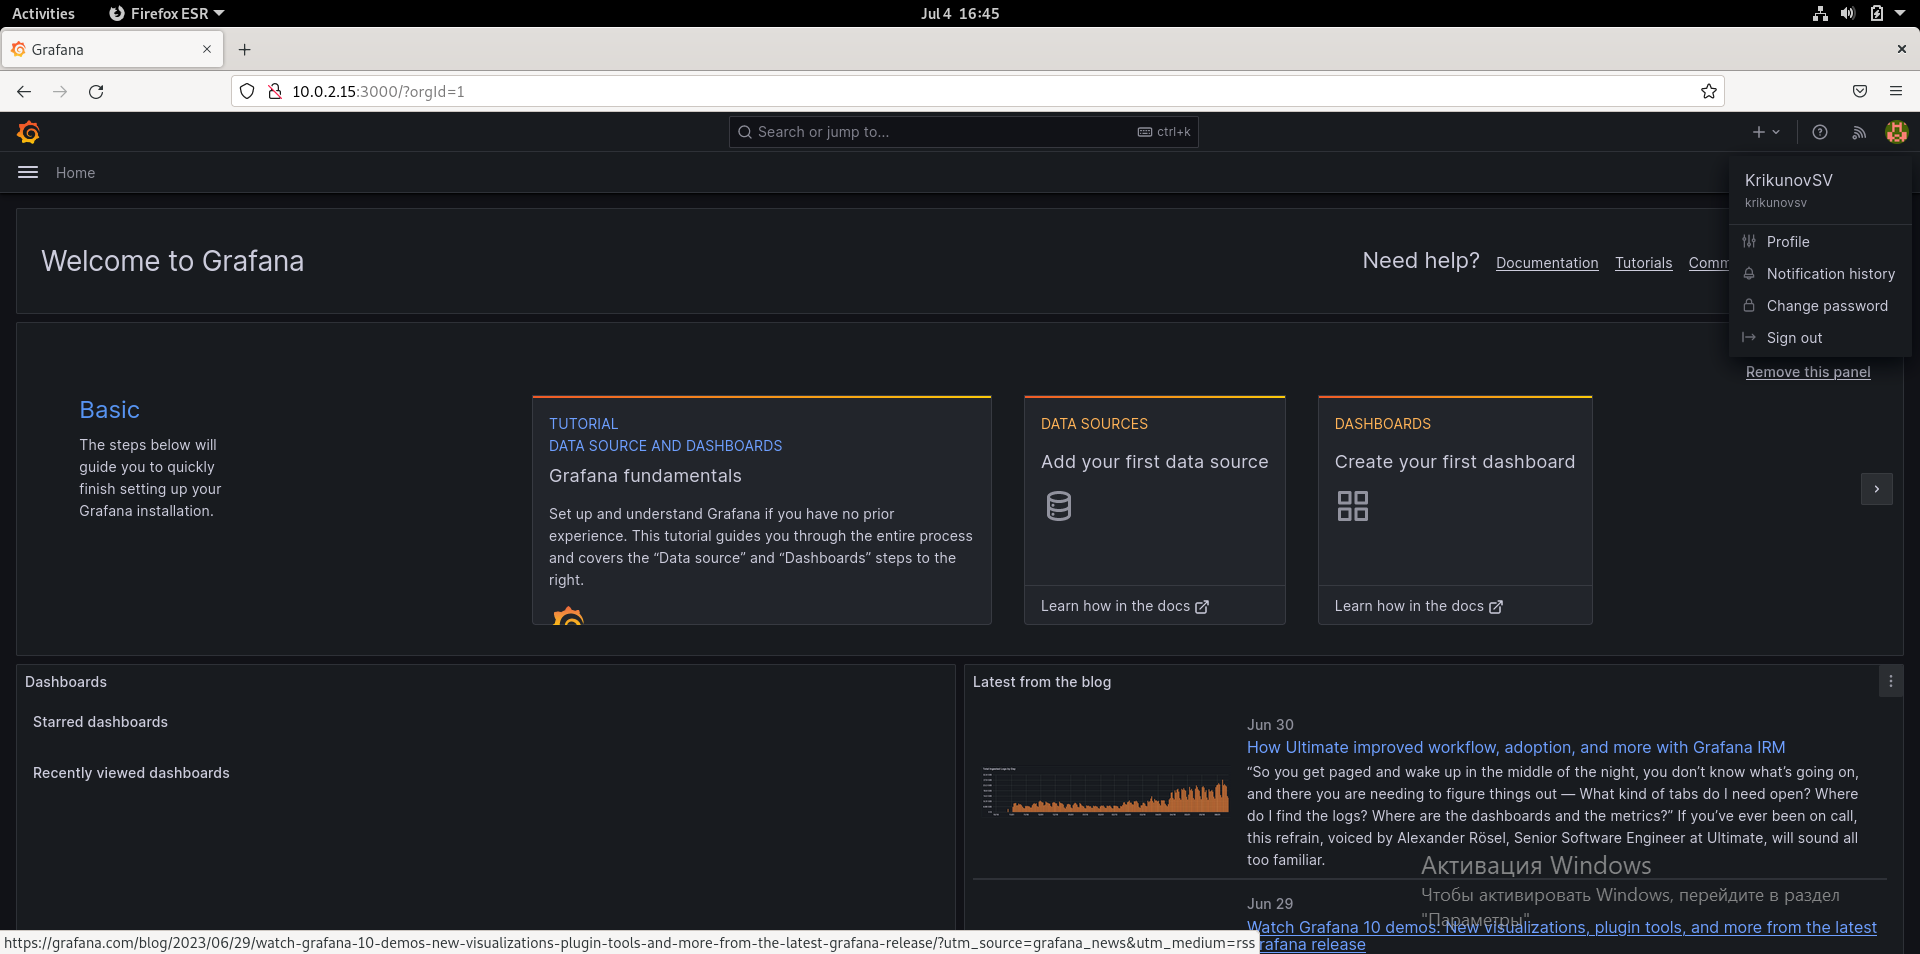 Activities
Firefox ESR
Jul 4 16:45
Grafana
10.0.2.15:3000/?orgId=1
Search or jump to...
ctrl+k
Home
KrikunovSV
krikunovsv
Profile
Notification history
Change password
Sign out
Welcome to Grafana
Need help?
Documentation
Tutorials
Comm
Remove this panel
Basic
The steps below will
guide you to quickly
finish setting up your
Grafana installation.
TUTORIAL
DATA SOURCE AND DASHBOARDS
Grafana fundamentals
Set up and understand Grafana if you have no prior
experience. This tutorial guides you through the entire process
and covers the “Data source” and “Dashboards” steps to the
right.
DATA SOURCES
Add your first data source
Learn how in the docs
DASHBOARDS
Create your first dashboard
Learn how in the docs
Dashboards
Starred dashboards
Recently viewed dashboards
Latest from the blog
Jun 30
How Ultimate improved workflow, adoption, and more with Grafana IRM
“So you get paged and wake up in the middle of the night, you don’t know what’s going on,
and there you are needing to figure things out — What kind of tabs do I need open? Where
do I find the logs? Where are the dashboards and the metrics?” If you’ve ever been on call,
this refrain, voiced by Alexander Rösel, Senior Software Engineer at Ultimate, will sound all
too familiar.
Jun 29
Watch Grafana 10 demos: New visualizations, plugin tools, and more from the latest
rafana release
Активация Windows
Чтобы активировать Windows, перейдите в раздел
"Параметры".
https://grafana.com/blog/2023/06/29/watch-grafana-10-demos-new-visualizations-plugin-tools-and-more-from-the-latest-grafana-release/?utm_source=grafana_news&utm_medium=rss